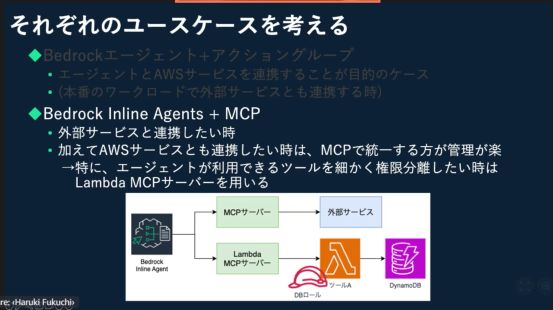 それぞれのユースケースを考える
◆Bedrockエージェント+アクショングループ
• エージェントとAWSサービスを連携することが目的のケース
• (本番のワークロードで外部サービスとも連携する時)
◆Bedrock Inline Agents + MCP
• 外部サービスと連携したい時
• 加えてAWSサービスとも連携したい時は、MCPで統一する方が管理が楽
→特に、エージェントが利用できるツールを細かく権限分離したい時は
Lambda MCPサーバーを用いる
MCPサーバー
外部サービス
Bedrock
Inline Agent
Lambda
MCPサーバー
DBロール
ツールA
DynamoDB
re: ‹Haruki Fukuchi›